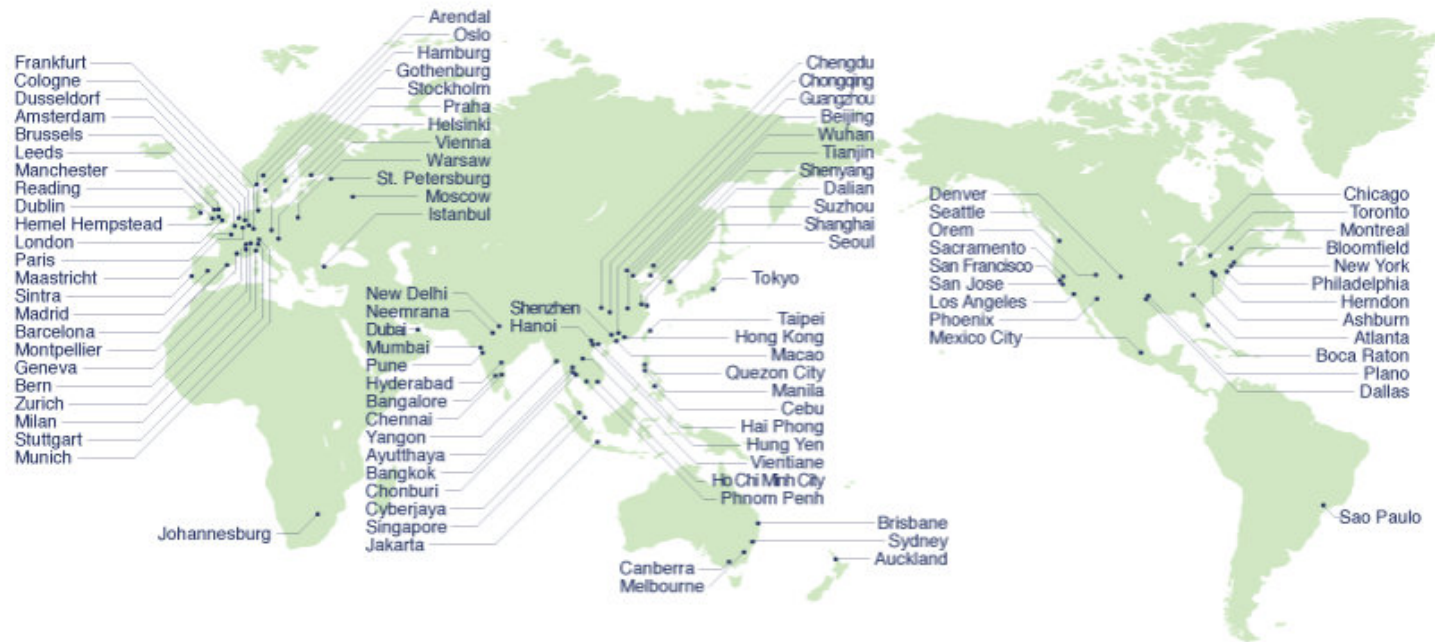 Arendal
Oslo
Hamburg
Gothenburg
Stockholm
Praha
Helsinki
Vienna
Warsaw
St. Petersburg
Moscow
Istanbul
Frankfurt
Cologne
Dusseldorf
Amsterdam
Brussels
Leeds
Manchester
Reading
Dublin
Hemel Hempstead
London
Paris
Maastricht
Sintra
Madrid
Barcelona
Montpellier
Geneva
Bern
Zurich
Milan
Stuttgart
Munich
Johannesburg
New Delhi
Neemrana
Dubai
Mumbai
Pune
Hyderabad
Bangalore
Chennai
Yangon
Ayutthaya
Bangkok
Chonburi
Cyberjaya
Singapore
Jakarta
Shenzhen
Hanoi
Chengdu
Chongqing
Guangzhou
Beijing
Wuhan
Tianjin
Shenyang
Dalian
Suzhou
Shanghai
Seoul
Tokyo
Taipei
Hong Kong
Macao
Quezon City
Manila
Cebu
Hai Phong
Hung Yen
Vientiane
Ho Chi Minh City
Phnom Penh
Brisbane
Sydney
Auckland
Canberra
Melbourne
Denver
Seattle
Orem
Sacramento
San Francisco
San Jose
Los Angeles
Phoenix
Mexico City
Chicago
Toronto
Montreal
Bloomfield
New York
Philadelphia
Herndon
Ashburn
Atlanta
Boca Raton
Plano
Dallas
Sao Paulo